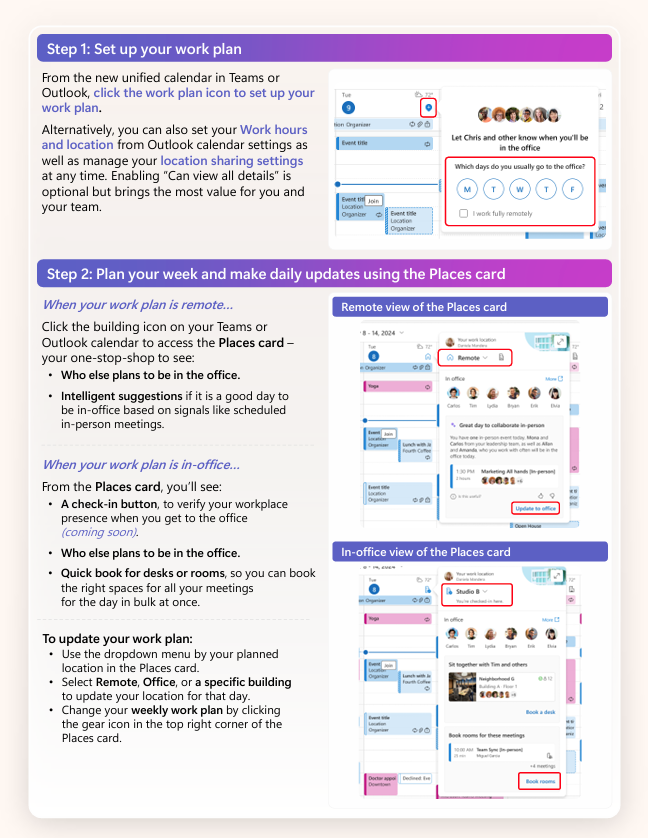 Step 1: Set up your work plan
From the new unified calendar in Teams or
Outlook, click the work plan icon to set up your
work plan.
Alternatively, you can also set your Work hours
and location from Outlook calendar settings as
well as manage your location sharing settings
at any time. Enabling “Can view all details” is
optional but brings the most value for you and
your team.
Tue
12°
9
2
Organizer
Event title
Event titl
Join
Location
Organizer
Event title
Location
Organizer
Let Chris and other know when you'll be
in the office
Which days do you usually go to the office?
M T W T F
I work fully remotely
Step 2: Plan your week and make daily updates using the Places card
When your work plan is remote...
Click the building icon on your Teams or
Outlook calendar to access the Places card –
your one-stop-shop to see:
• Who else plans to be in the office.
• Intelligent suggestions if it is a good day to
be in-office based on signals like scheduled
in-person meetings.
When your work plan is in-office...
From the Places card, you'll see:
• A check-in button, to verify your workplace
presence when you get to the office
(coming soon).
• Who else plans to be in the office.
• Quick book for desks or rooms, so you can book
the right spaces for all your meetings
for the day in bulk at once.
To update your work plan:
• Use the dropdown menu by your planned
location in the Places card.
• Select Remote, Office, or a specific building
to update your location for that day.
• Change your weekly work plan by clicking
the gear icon in the top right corner of the
Places card.
Remote view of the Places card
8 - 14, 2024
Tue
12°
8
Organizer
Yoga
Event
Join
Location
Organizer
Lunch with Is
Fourth Coffee
Event title
Location
Organizer
Your work location
Remote
In office
More
Carlos Tim Lydia Bryan Erik Elvia
Great day to collaborate in-person
You have one in-person event today. Mona and
Carlos from your leadership team, as well as Allen
and Amanda, who you work with often will be in the
office today.
1:30 PM
2 hours
Marketing All hands (In-person)
+8
Is this useful?
Update to office
Open House
In-office view of the Places card
8 - 14, 2024
Tue
12°
8
Organizer
Yoga
Event
Join
Location
Organizer
Lunch with Is
Fourth Coffee
Event title
Location
Organizer
Doctor appoi
Downtown
Declined: Eve
Your work location
Studio B
You're checked in here
In office
More
Carlos Tim Lydia Bryan Erik Elvia
Sit together with Tim and others
Neighborhood G
Building A · Floor 1
Book a desk
Book rooms for these meetings
10:00 AM
Team Sync (In-person)
+4 meetings
Book rooms